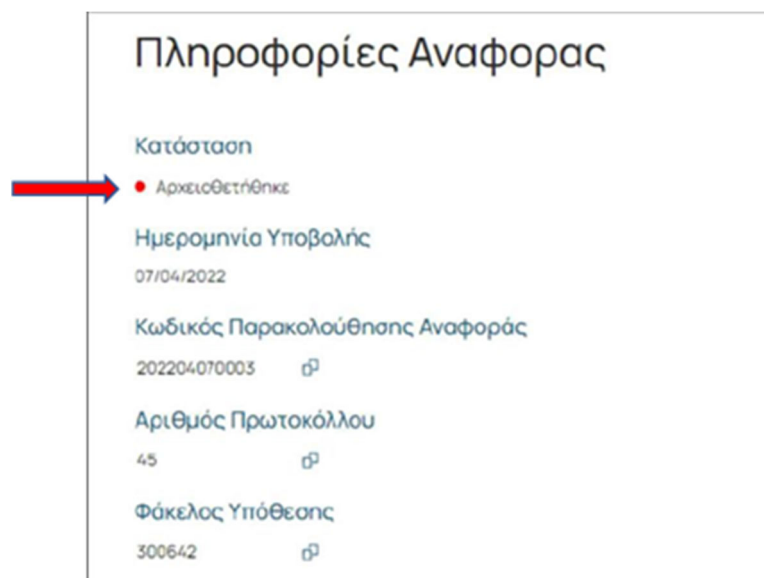 Πληροφορίες Αναφορας
Κατάσταση
Αρχειοθετήθηκε
Ημερομηνία Υποβολής
07/04/2022
Κωδικός Παρακολούθησης Αναφοράς
202204070003
Αριθμός Πρωτοκόλλου
45
Φάκελος Υπόθεσης
300642